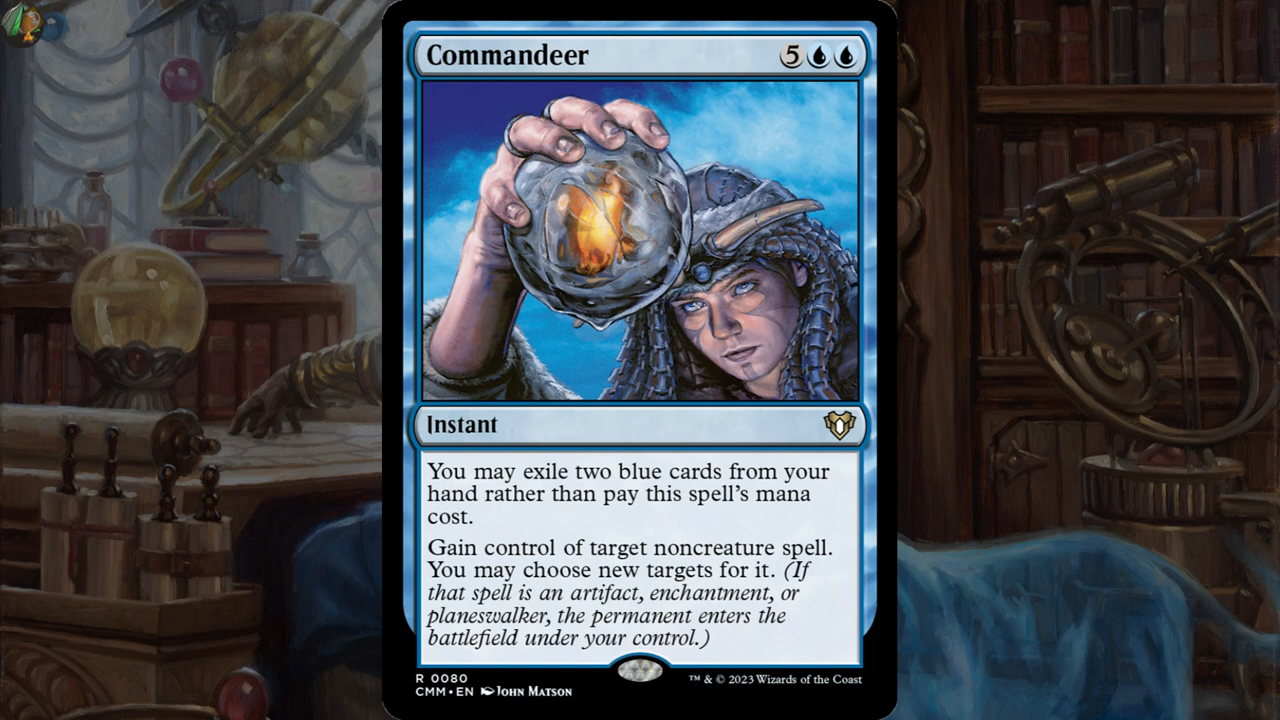 Commandeer 5
Instant
You may exile two blue cards from your
hand rather than pay this spell's mana
cost.
Gain control of target noncreature spell.
You may choose new targets for it. (If
that spell is an artifact, enchantment, or
planeswalker, the permanent enters the
battlefield under your control.)
R 0080
CMM • EN John Matson
™ & © 2023 Wizards of the Coast